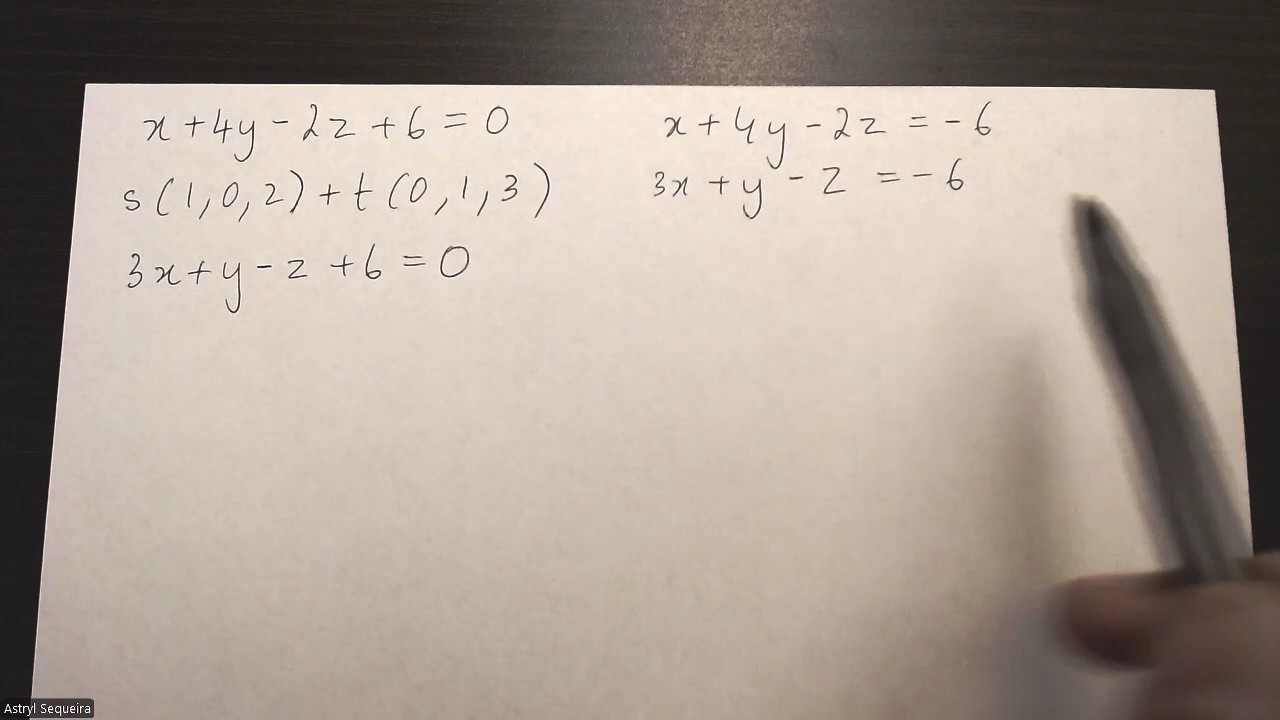 x + 4y - 2z + 6 = 0
s(1, 0, 2) + t(0, 1, 3)
3x + y - z + 6 = 0
x + 4y - 2z = -6
3x + y - z = -6
Astryl Sequeira